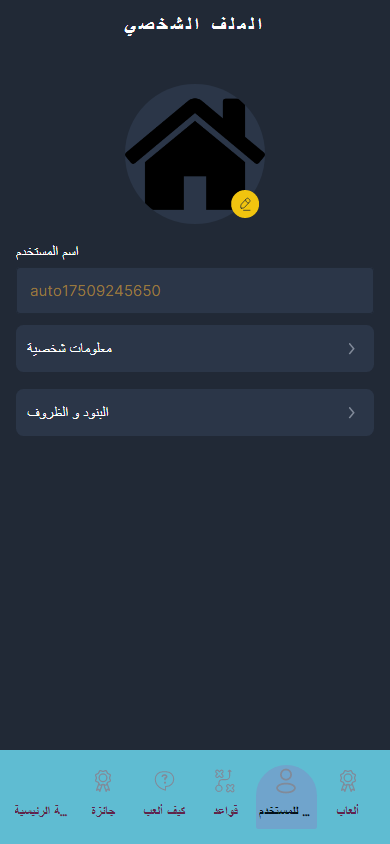 الملف الشخصي
اسم المستخدم
auto17509245650
معلومات شخصية
البنود و الظروف
ألعاب
... للمستخدم
قواعد
كيف ألعب
جائزة
...ة الرئيسية